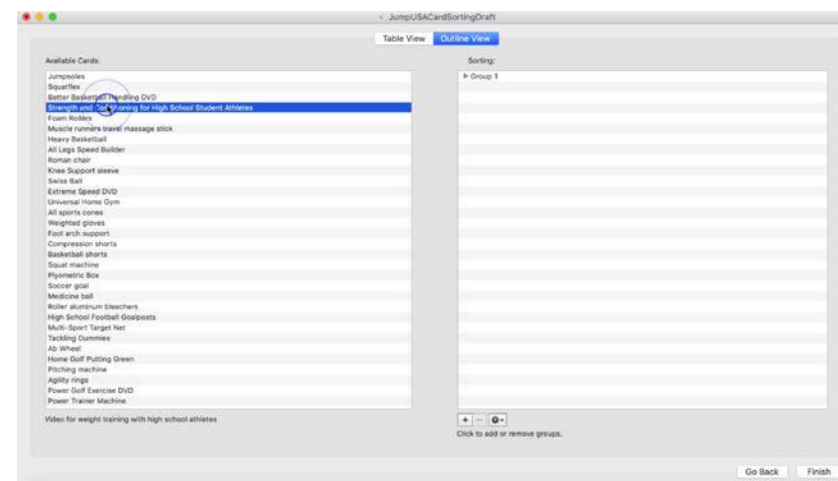 JumpUSACardSortingDraft
Table View Outline View
Available Cards:
Jumpsoles
Squatflex
Better Basketball Handling DVD
Strength and Conditioning for High School Student Athletes
Foam Rollers
Muscle runners travel massage stick
Heavy Basketball
All Legs Speed Builder
Roman chair
Knee Support sleeve
Swiss Ball
Extreme Speed DVD
Universal Home Gym
All sports cones
Weighted gloves
Foot arch support
Compression shorts
Basketball shorts
Squat machine
Plyometric Box
Soccer goal
Medicine ball
Roller aluminum bleachers
High School Football Goalposts
Multi-Sport Target Net
Tackling Dummies
Ab Wheel
Home Golf Putting Green
Pitching machine
Agility rings
Power Golf Exercise DVD
Power Trainer Machine
Video for weight training with high school athletes
Sorting:
Group 1
Click to add or remove groups.
Go Back Finish